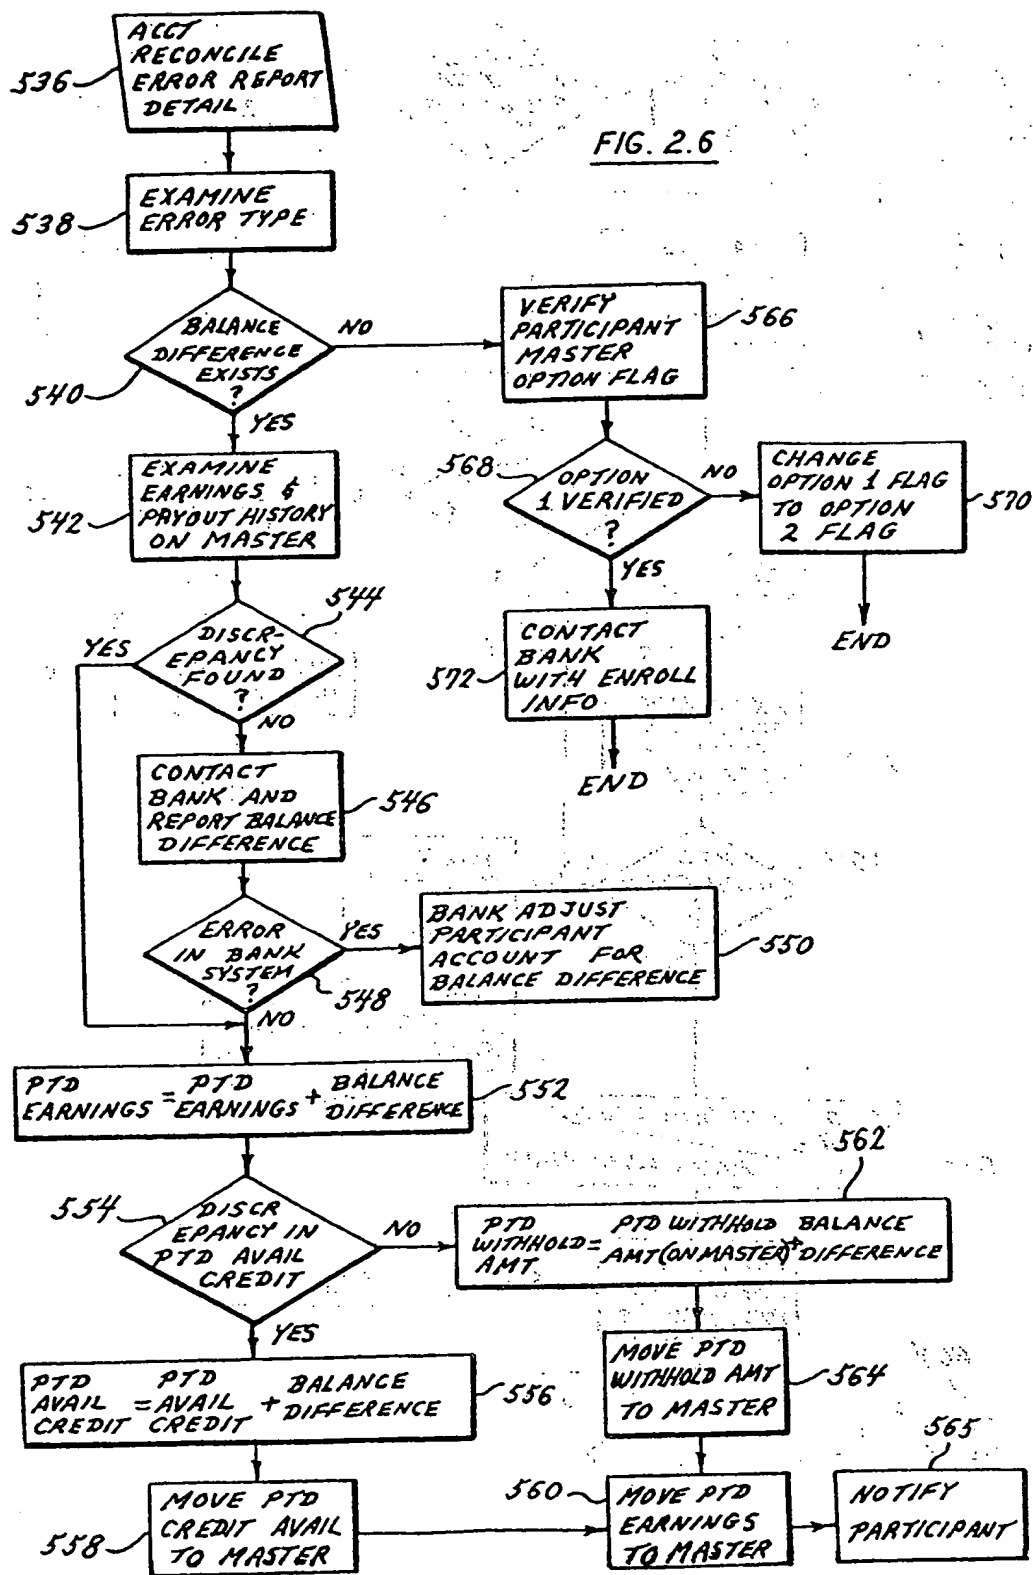 ACCT
RECONCILE
ERROR REPORT
DETAIL
536
FIG. 2.6
EXAMINE
ERROR TYPE
538
BALANCE
DIFFERENCE
EXISTS
?
540
NO
YES
VERIFY
PARTICIPANT
MASTER
OPTION FLAG
566
EXAMINE
EARNINGS &
PAYOUT HISTORY
ON MASTER
542
568
OPTION
1 VERIFIED
?
NO
YES
CHANGE
OPTION 1 FLAG
TO OPTION
2 FLAG
570
END
544
DISCR-
EPANCY
FOUND
?
YES
NO
CONTACT
BANK
WITH ENROLL
INFO
572
END
CONTACT
BANK AND
REPORT BALANCE
DIFFERENCE
546
ERROR
IN BANK
SYSTEM
?
548
YES
NO
BANK ADJUST
PARTICIPANT
ACCOUNT FOR
BALANCE DIFFERENCE
550
PTD PTD BALANCE
EARNINGS = EARNINGS + DIFFERENCE
552
554
DISCR
EPANCY IN
PTD AVAIL
CREDIT
NO
YES
562
PTD PTD WITHHOLD BALANCE
WITHHOLD = AMT (ON MASTER) + DIFFERENCE
AMT
PTD PTD BALANCE
AVAIL = AVAIL + DIFFERENCE
CREDIT CREDIT
556
MOVE PTD
WITHHOLD AMT
TO MASTER
564
MOVE PTD
CREDIT AVAIL
TO MASTER
558
560
MOVE PTD
EARNINGS
TO MASTER
565
NOTIFY
PARTICIPANT